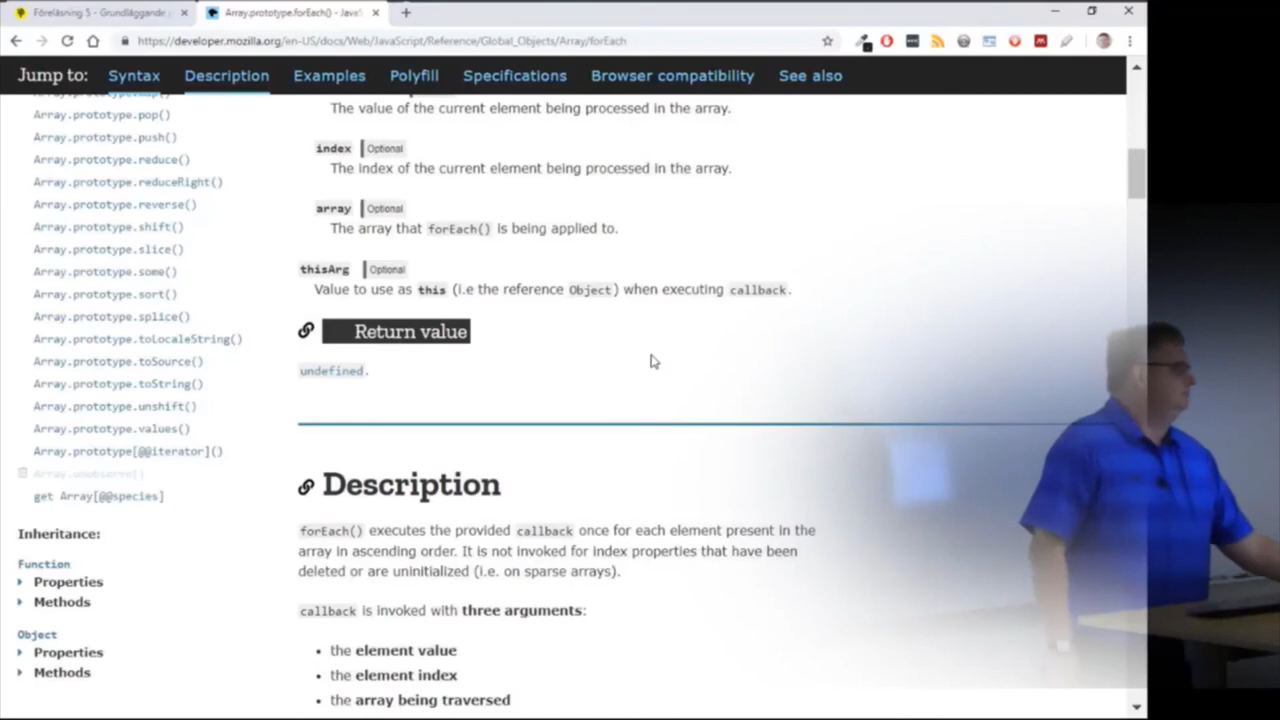 Föreläsning 5 - Grundläggande
Array.prototype.forEach() - JavaS
https://developer.mozilla.org/en-US/docs/Web/JavaScript/Reference/Global_Objects/Array/forEach
Jump to: Syntax Description Examples Polyfill Specifications Browser compatibility See also
Array.prototype.map()
Array.prototype.pop()
Array.prototype.push()
Array.prototype.reduce()
Array.prototype.reduceRight()
Array.prototype.reverse()
Array.prototype.shift()
Array.prototype.slice()
Array.prototype.some()
Array.prototype.sort()
Array.prototype.splice()
Array.prototype.toLocaleString()
Array.prototype.toSource()
Array.prototype.toString()
Array.prototype.unshift()
Array.prototype.values()
Array.prototype[@@iterator]()
Array.unobserve()
get Array[@@species]
Inheritance:
Function
Properties
Methods
Object
Properties
Methods
The value of the current element being processed in the array.
index Optional
The index of the current element being processed in the array.
array Optional
The array that forEach() is being applied to.
thisArg Optional
Value to use as this (i.e the reference Object) when executing callback.
Return value
undefined.
Description
forEach() executes the provided callback once for each element present in the
array in ascending order. It is not invoked for index properties that have been
deleted or are uninitialized (i.e. on sparse arrays).
callback is invoked with three arguments:
• the element value
• the element index
• the array being traversed